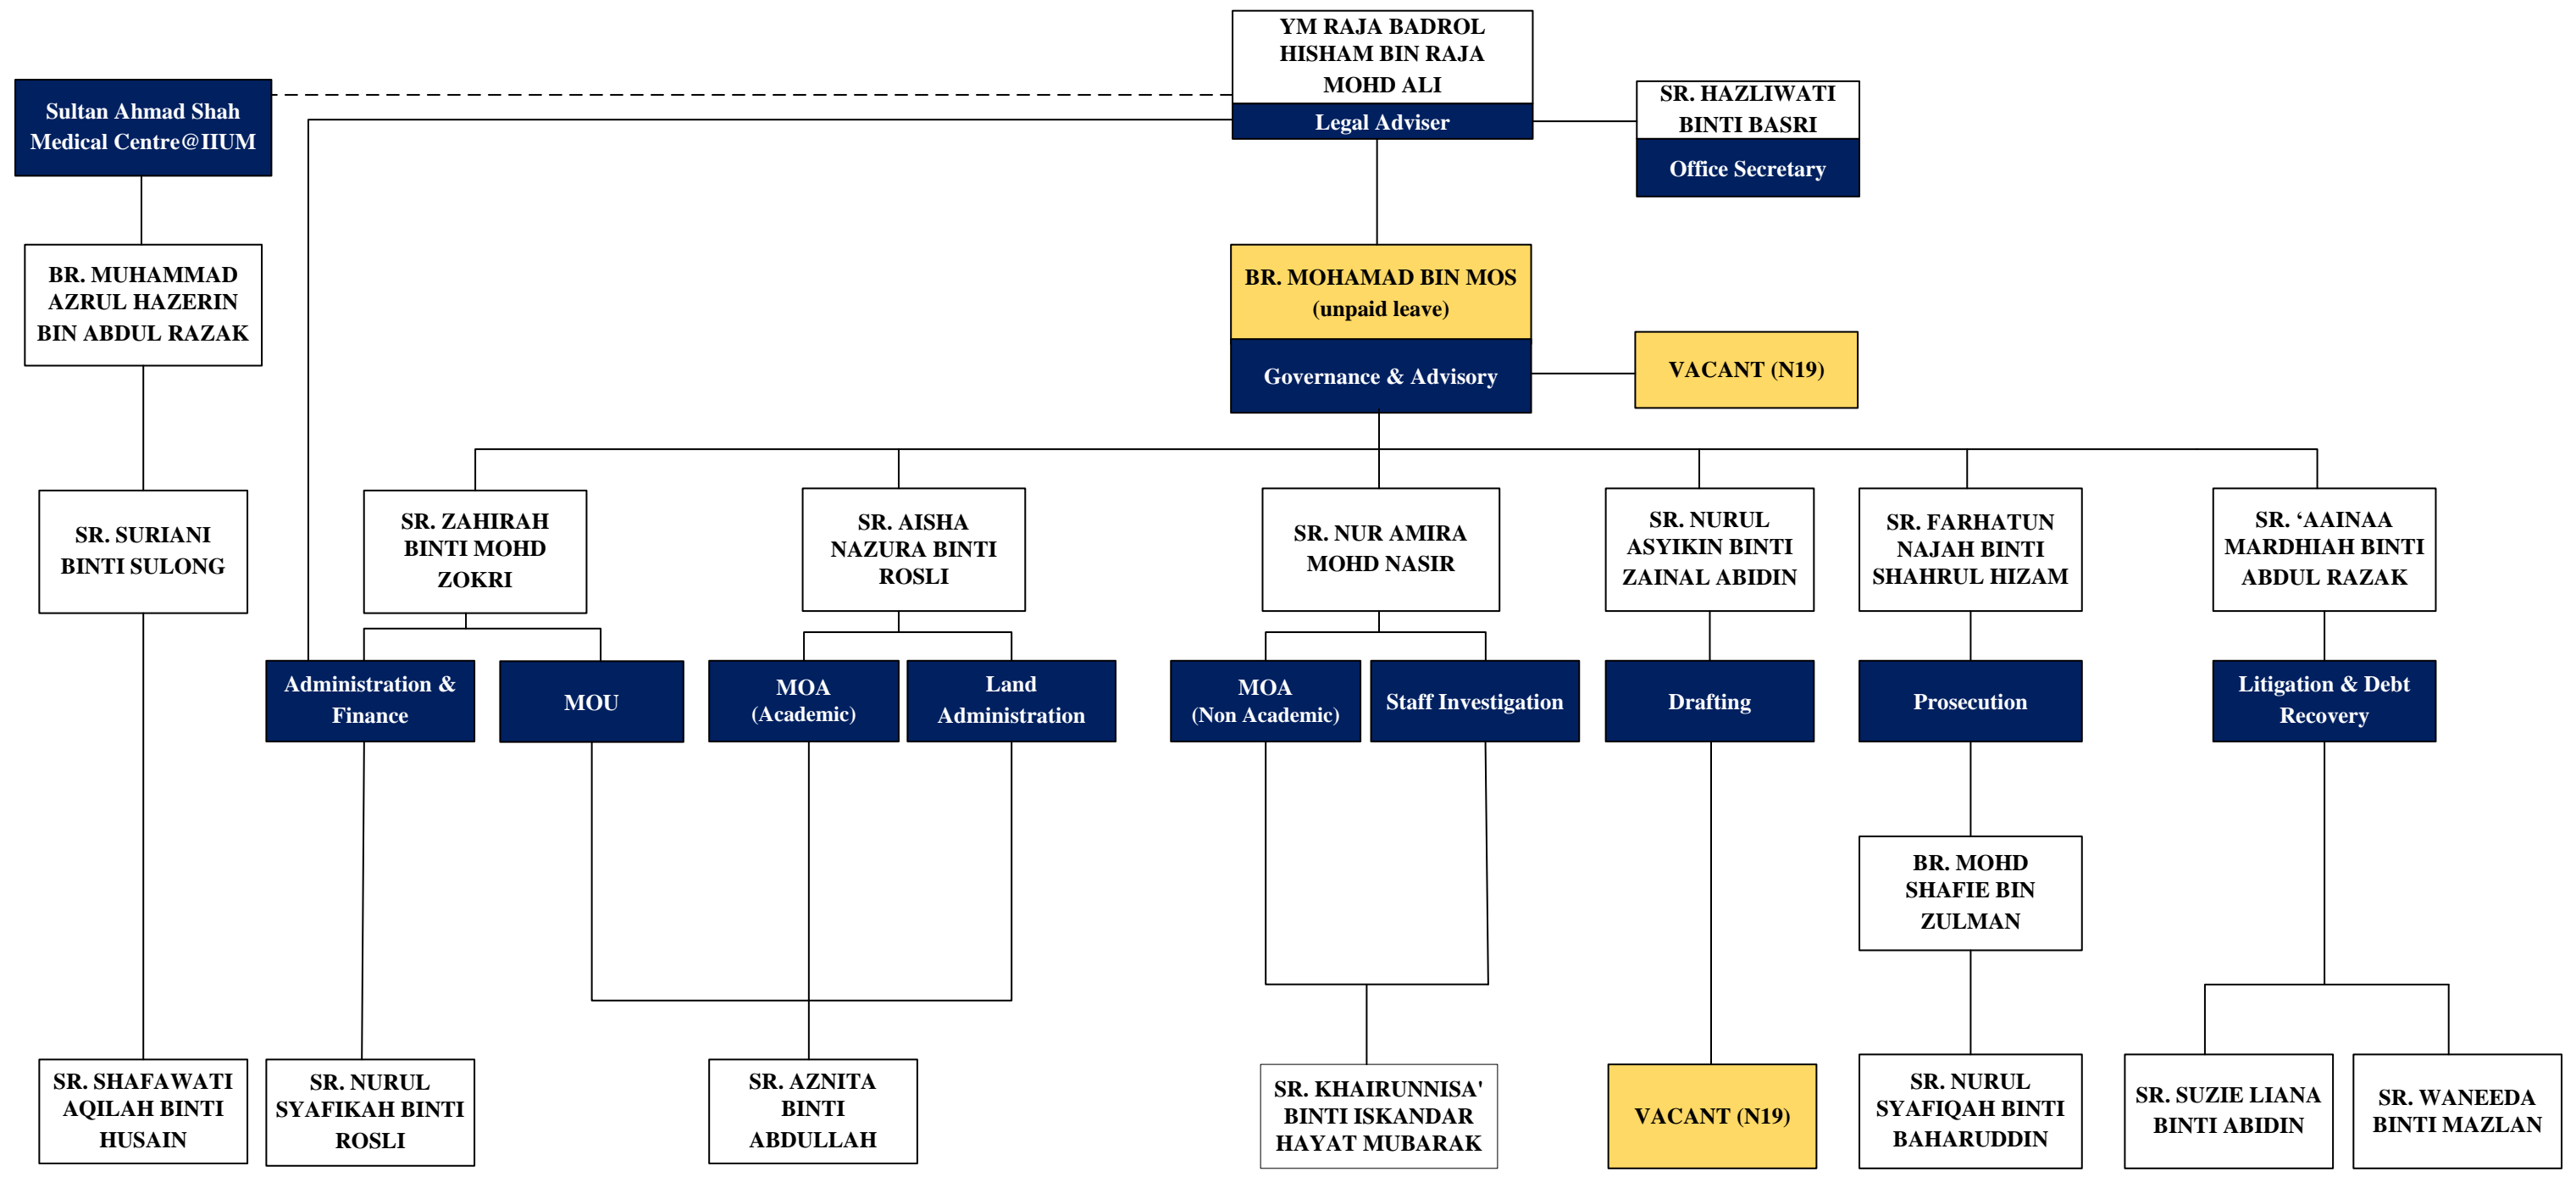 YM RAJA BADROL
HISHAM BIN RAJA
MOHD ALI
Legal Adviser
Sultan Ahmad Shah
Medical Centre@IIUM
SR. HAZLIWATI
BINTI BASRI
Office Secretary
BR. MUHAMMAD
AZRUL HAZERIN
BIN ABDUL RAZAK
BR. MOHAMAD BIN MOS
(unpaid leave)
Governance & Advisory
VACANT (N19)
SR. SURIANI
BINTI SULONG
SR. ZAHIRAH
BINTI MOHD
ZOKRI
SR. AISHA
NAZURA BINTI
ROSLI
SR. NUR AMIRA
MOHD NASIR
SR. NURUL
ASYIKIN BINTI
ZAINAL ABIDIN
SR. FARHATUN
NAJAH BINTI
SHAHRUL HIZAM
SR. ‘AAINAA
MARDHIAH BINTI
ABDUL RAZAK
Administration &
Finance
MOU
MOA
(Academic)
Land
Administration
MOA
(Non Academic)
Staff Investigation
Drafting
Prosecution
Litigation & Debt
Recovery
BR. MOHD
SHAFIE BIN
ZULMAN
SR. SHAFAWATI
AQILAH BINTI
HUSAIN
SR. NURUL
SYAFIKAH BINTI
ROSLI
SR. AZNITA
BINTI
ABDULLAH
SR. KHAIRUNNISA'
BINTI ISKANDAR
HAYAT MUBARAK
VACANT (N19)
SR. NURUL
SYAFIQAH BINTI
BAHARUDDIN
SR. SUZIE LIANA
BINTI ABIDIN
SR. WANEEDA
BINTI MAZLAN